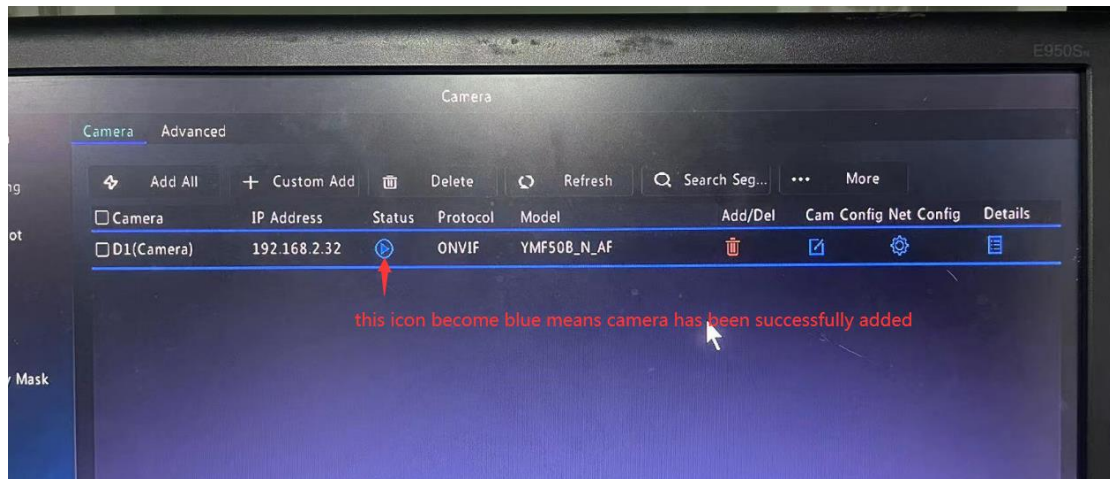 E950S
Camera
Camera Advanced
Add All + Custom Add Delete Refresh Search Seg... ... More
Camera IP Address Status Protocol Model Add/Del Cam Config Net Config Details
D1(Camera) 192.168.2.32 ONVIF YMF50B_N_AF
this icon become blue means camera has been successfully added
Mask